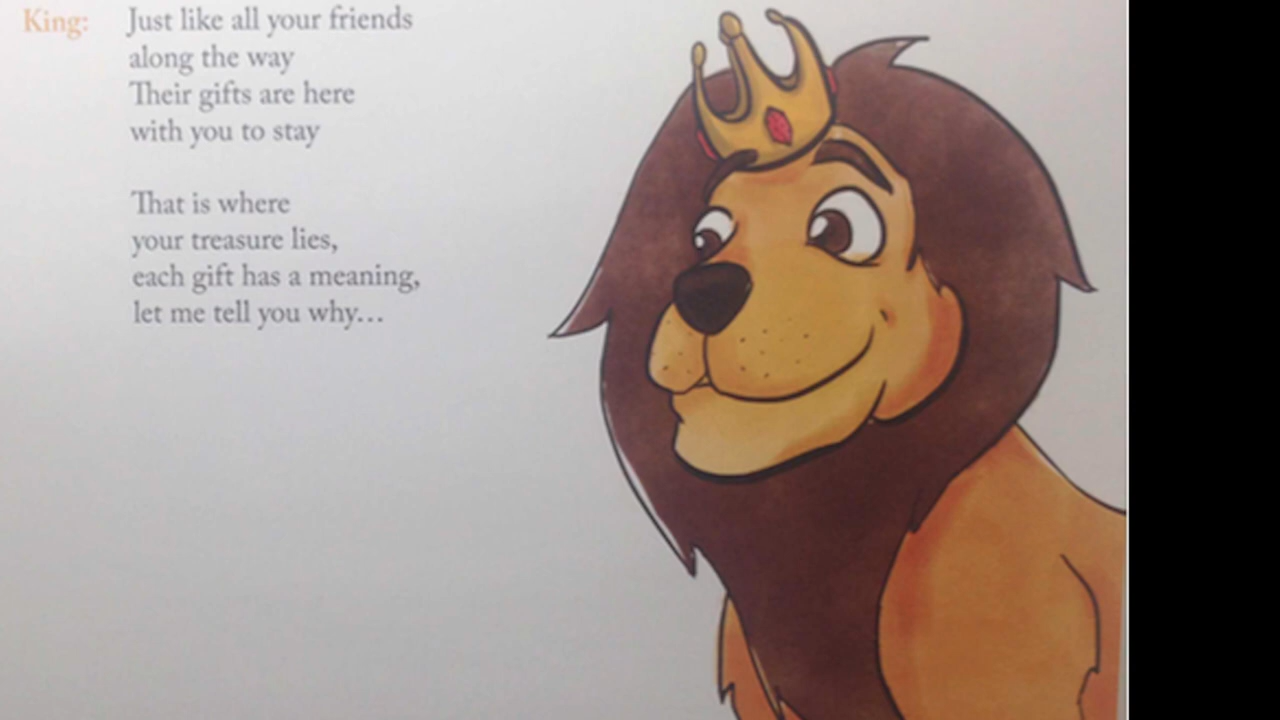 King: Just like all your friends
along the way
Their gifts are here
with you to stay
That is where
your treasure lies,
each gift has a meaning,
let me tell you why…